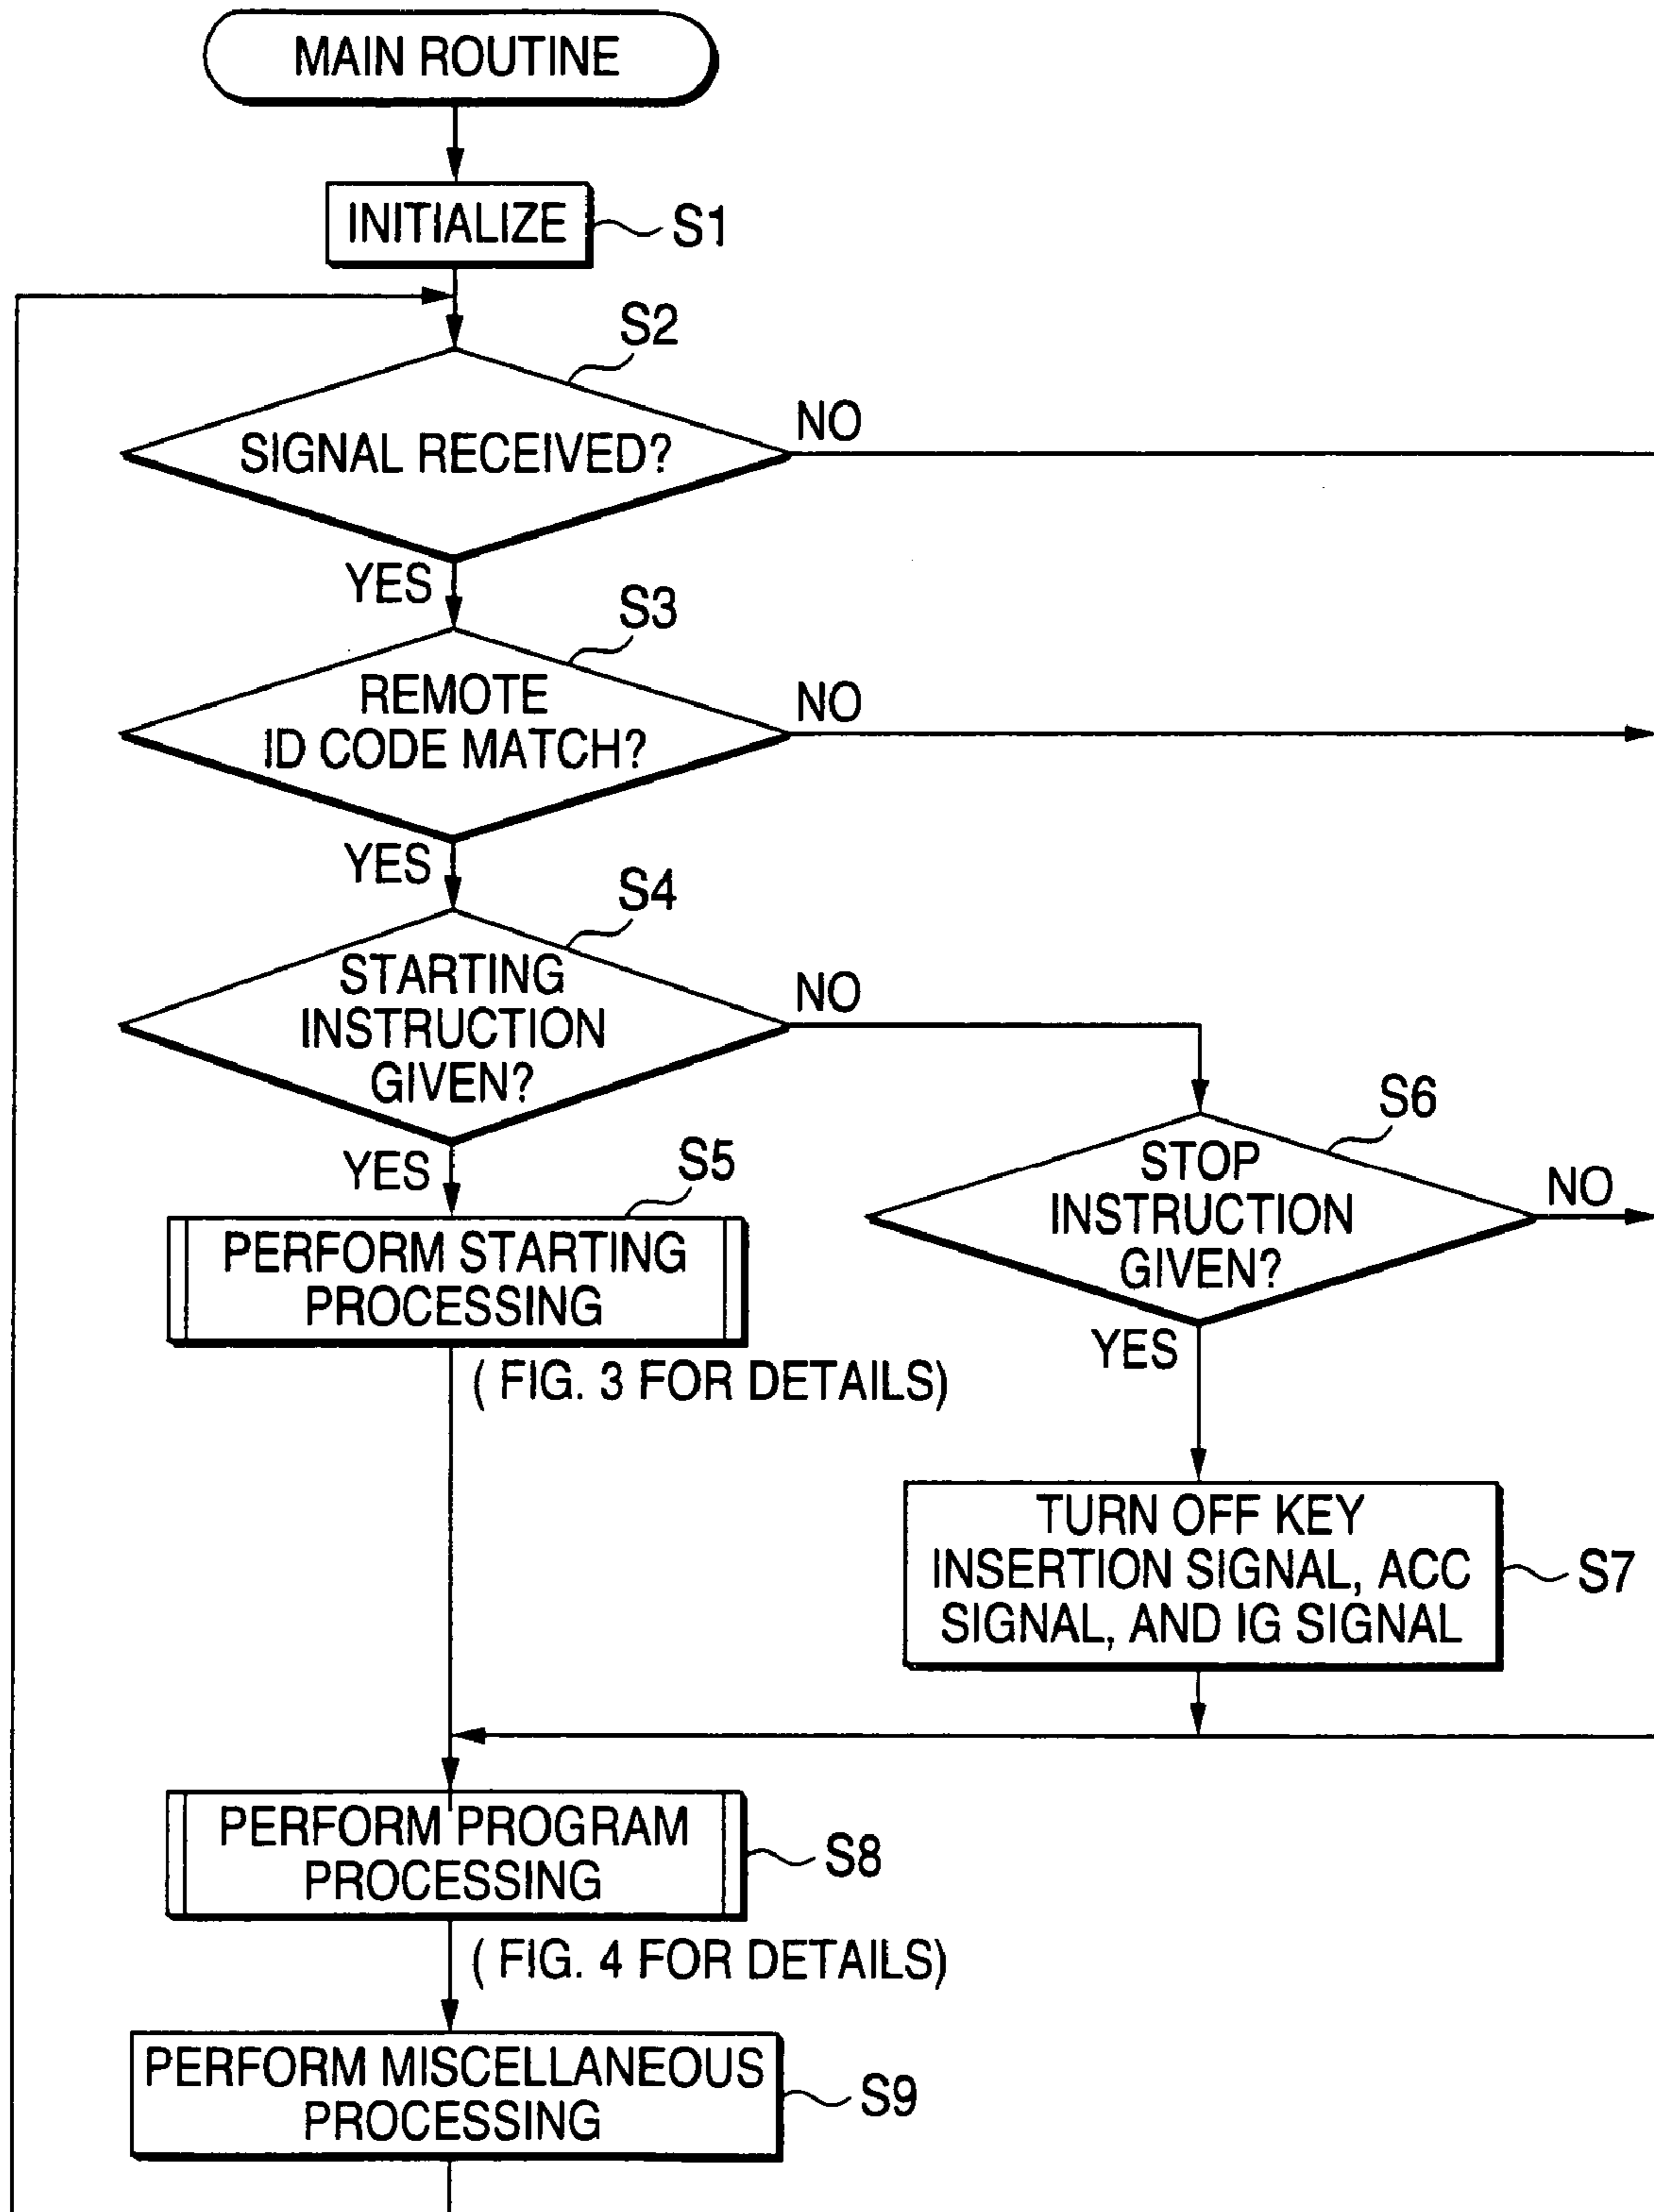 MAIN ROUTINE
INITIALIZE
S1
S2
SIGNAL RECEIVED?
NO
YES
S3
REMOTE
ID CODE MATCH?
NO
YES
S4
STARTING
INSTRUCTION
GIVEN?
NO
YES
S5
PERFORM STARTING
PROCESSING
( FIG. 3 FOR DETAILS)
S6
STOP
INSTRUCTION
GIVEN?
NO
YES
TURN OFF KEY
INSERTION SIGNAL, ACC
SIGNAL, AND IG SIGNAL
S7
PERFORM PROGRAM
PROCESSING
S8
( FIG. 4 FOR DETAILS)
PERFORM MISCELLANEOUS
PROCESSING
S9